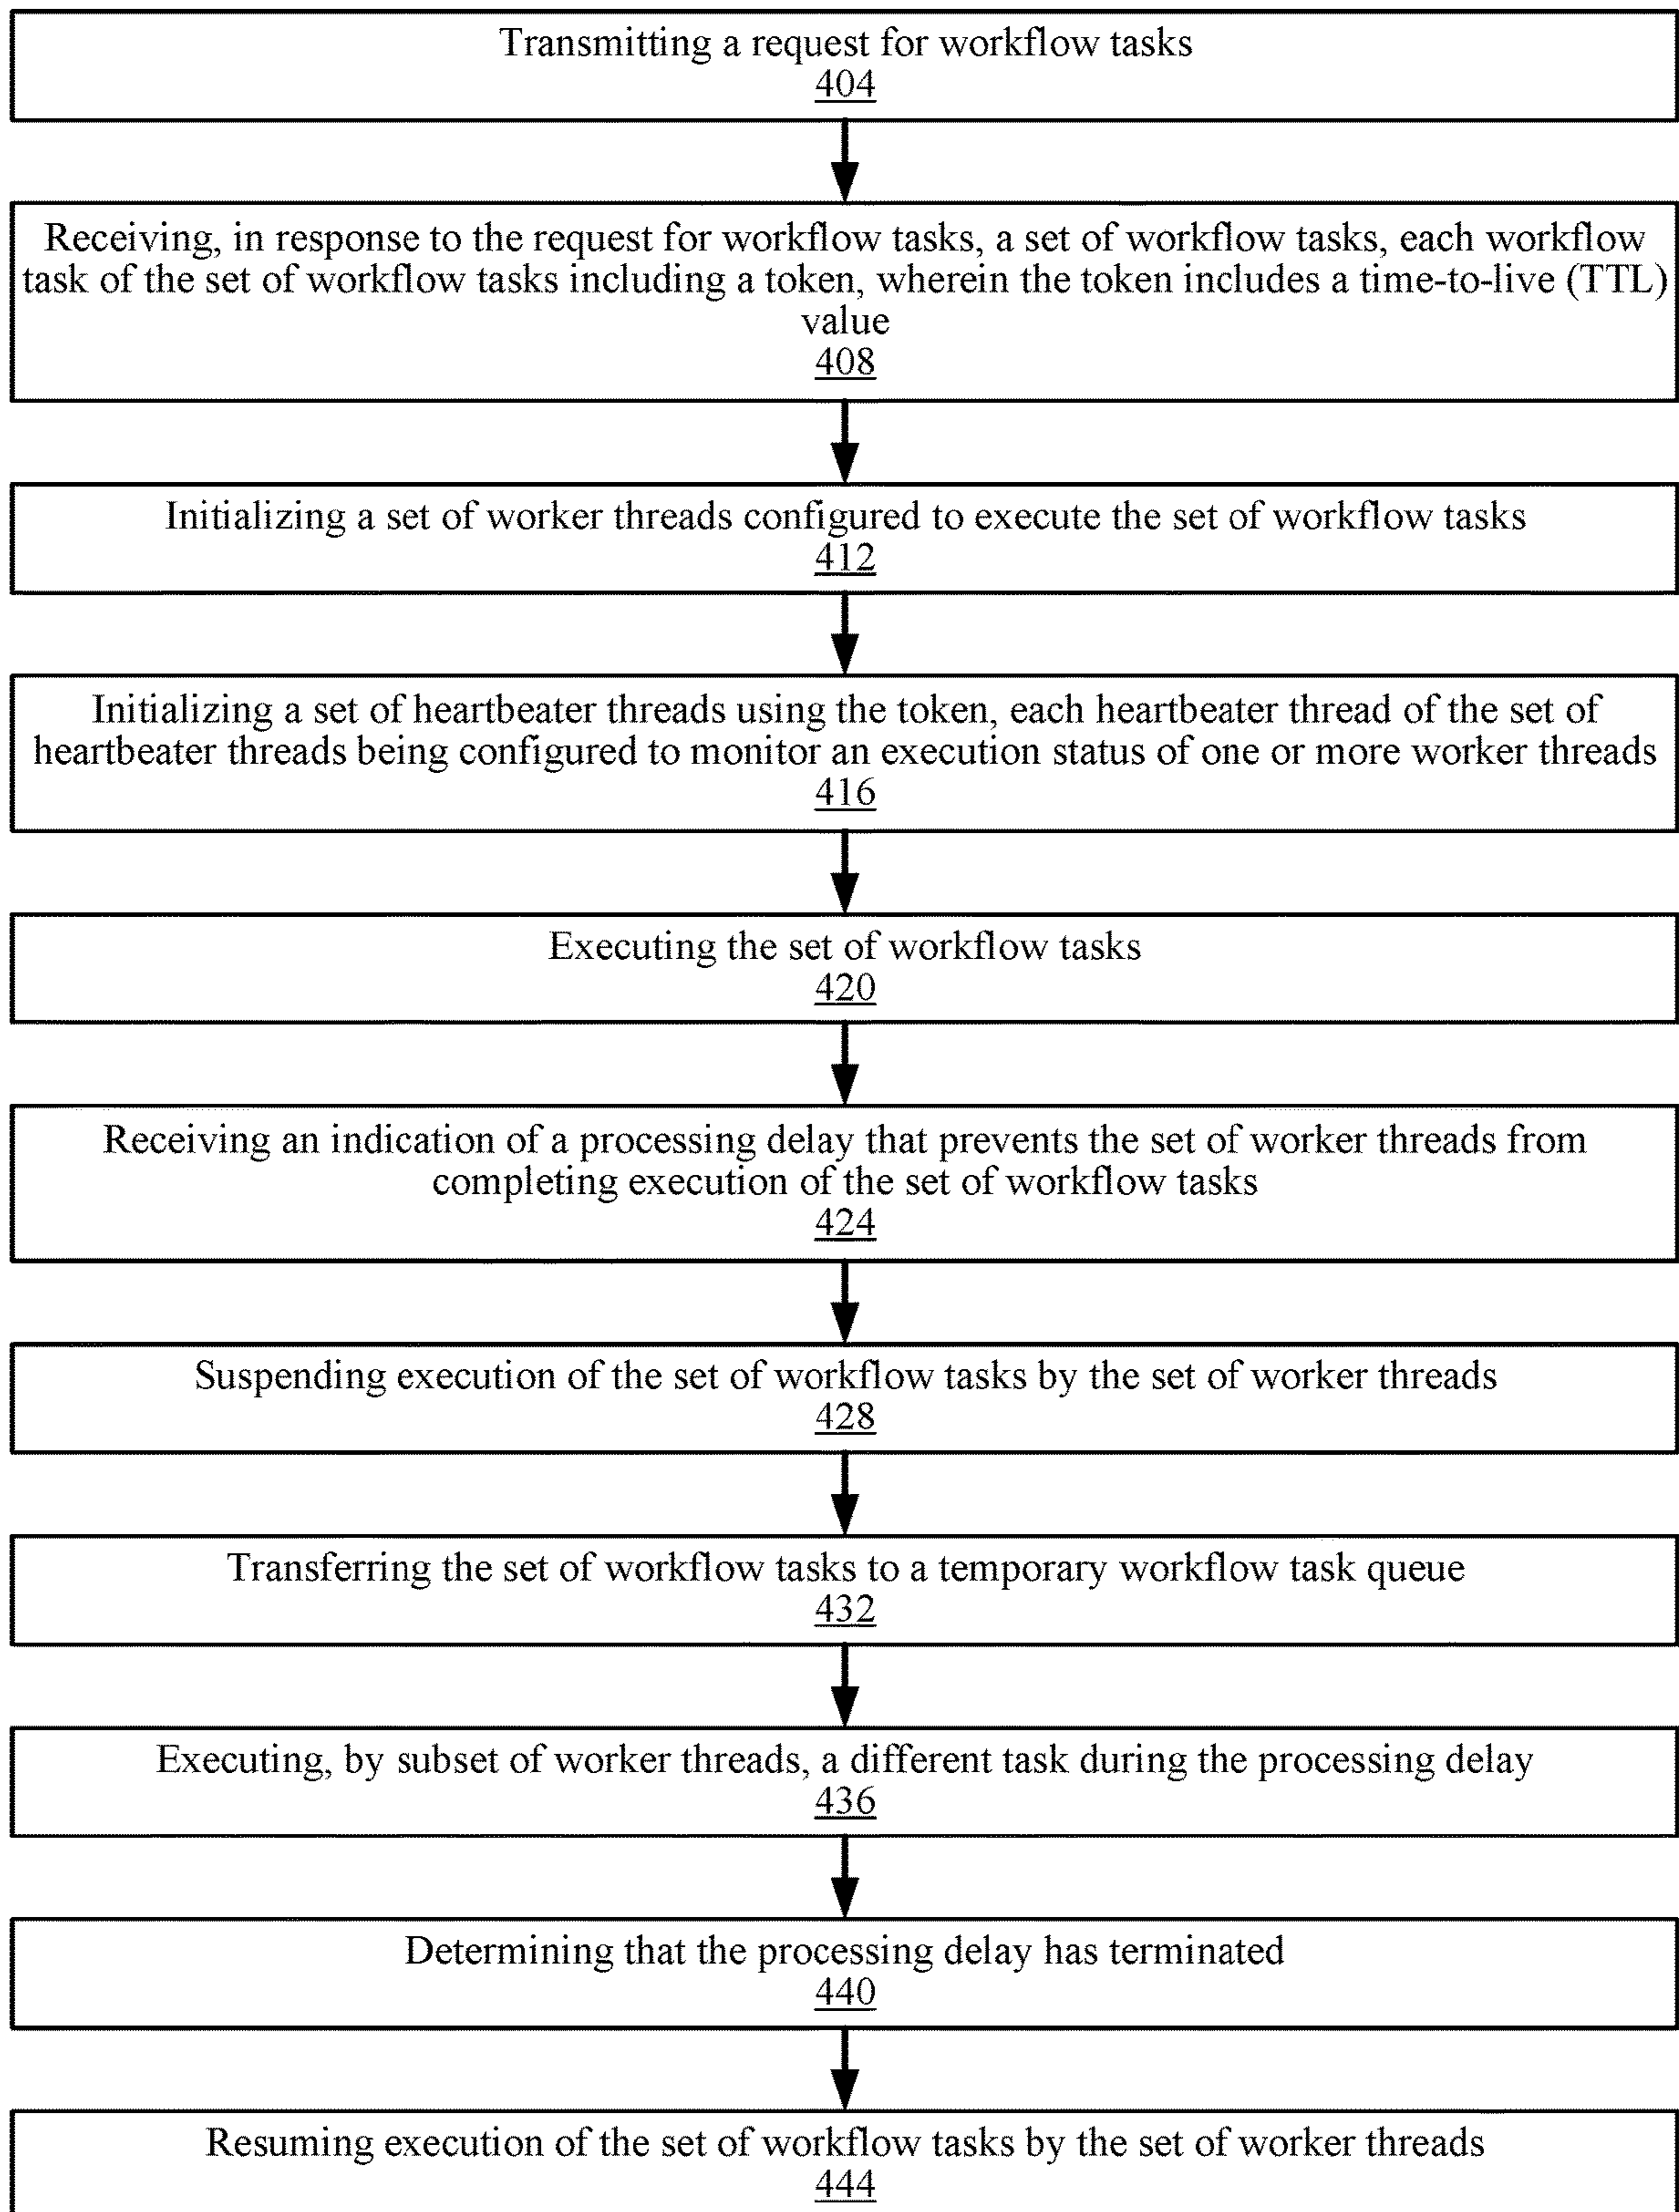 Transmitting a request for workflow tasks
404
Receiving, in response to the request for workflow tasks, a set of workflow tasks, each workflow
task of the set of workflow tasks including a token, wherein the token includes a time-to-live (TTL)
value
408
Initializing a set of worker threads configured to execute the set of workflow tasks
412
Initializing a set of heartbeater threads using the token, each heartbeater thread of the set of
heartbeater threads being configured to monitor an execution status of one or more worker threads
416
Executing the set of workflow tasks
420
Receiving an indication of a processing delay that prevents the set of worker threads from
completing execution of the set of workflow tasks
424
Suspending execution of the set of workflow tasks by the set of worker threads
428
Transferring the set of workflow tasks to a temporary workflow task queue
432
Executing, by subset of worker threads, a different task during the processing delay
436
Determining that the processing delay has terminated
440
Resuming execution of the set of workflow tasks by the set of worker threads
444